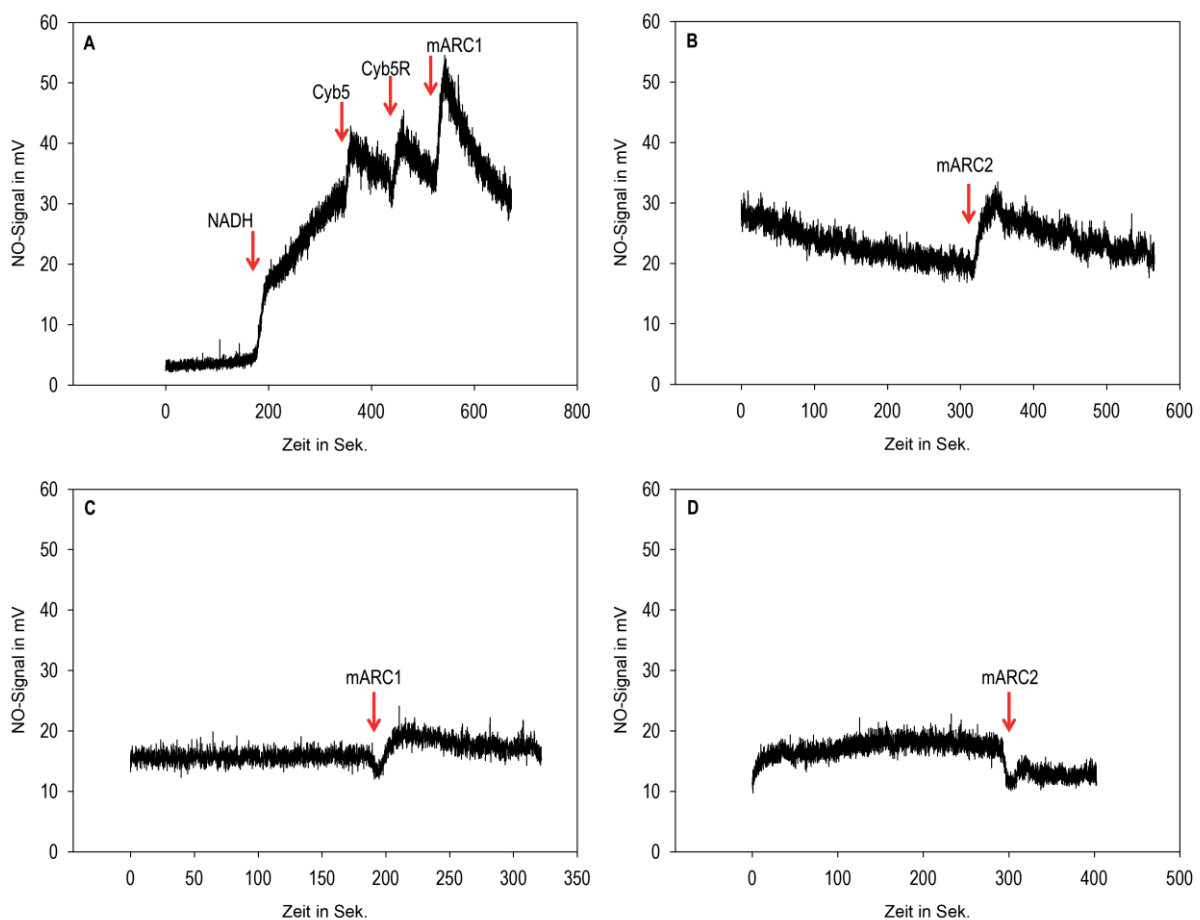 A
60
50
40
30
20
10
0
NO-Signal in mV
NADH
Cyb5
Cyb5R
mARC1
0 200 400 600 800
Zeit in Sek.
B
60
50
40
30
20
10
0
NO-Signal in mV
mARC2
0 100 200 300 400 500 600
Zeit in Sek.
C
60
50
40
30
20
10
0
NO-Signal in mV
mARC1
0 50 100 150 200 250 300 350
Zeit in Sek.
D
60
50
40
30
20
10
0
NO-Signal in mV
mARC2
0 100 200 300 400 500
Zeit in Sek.